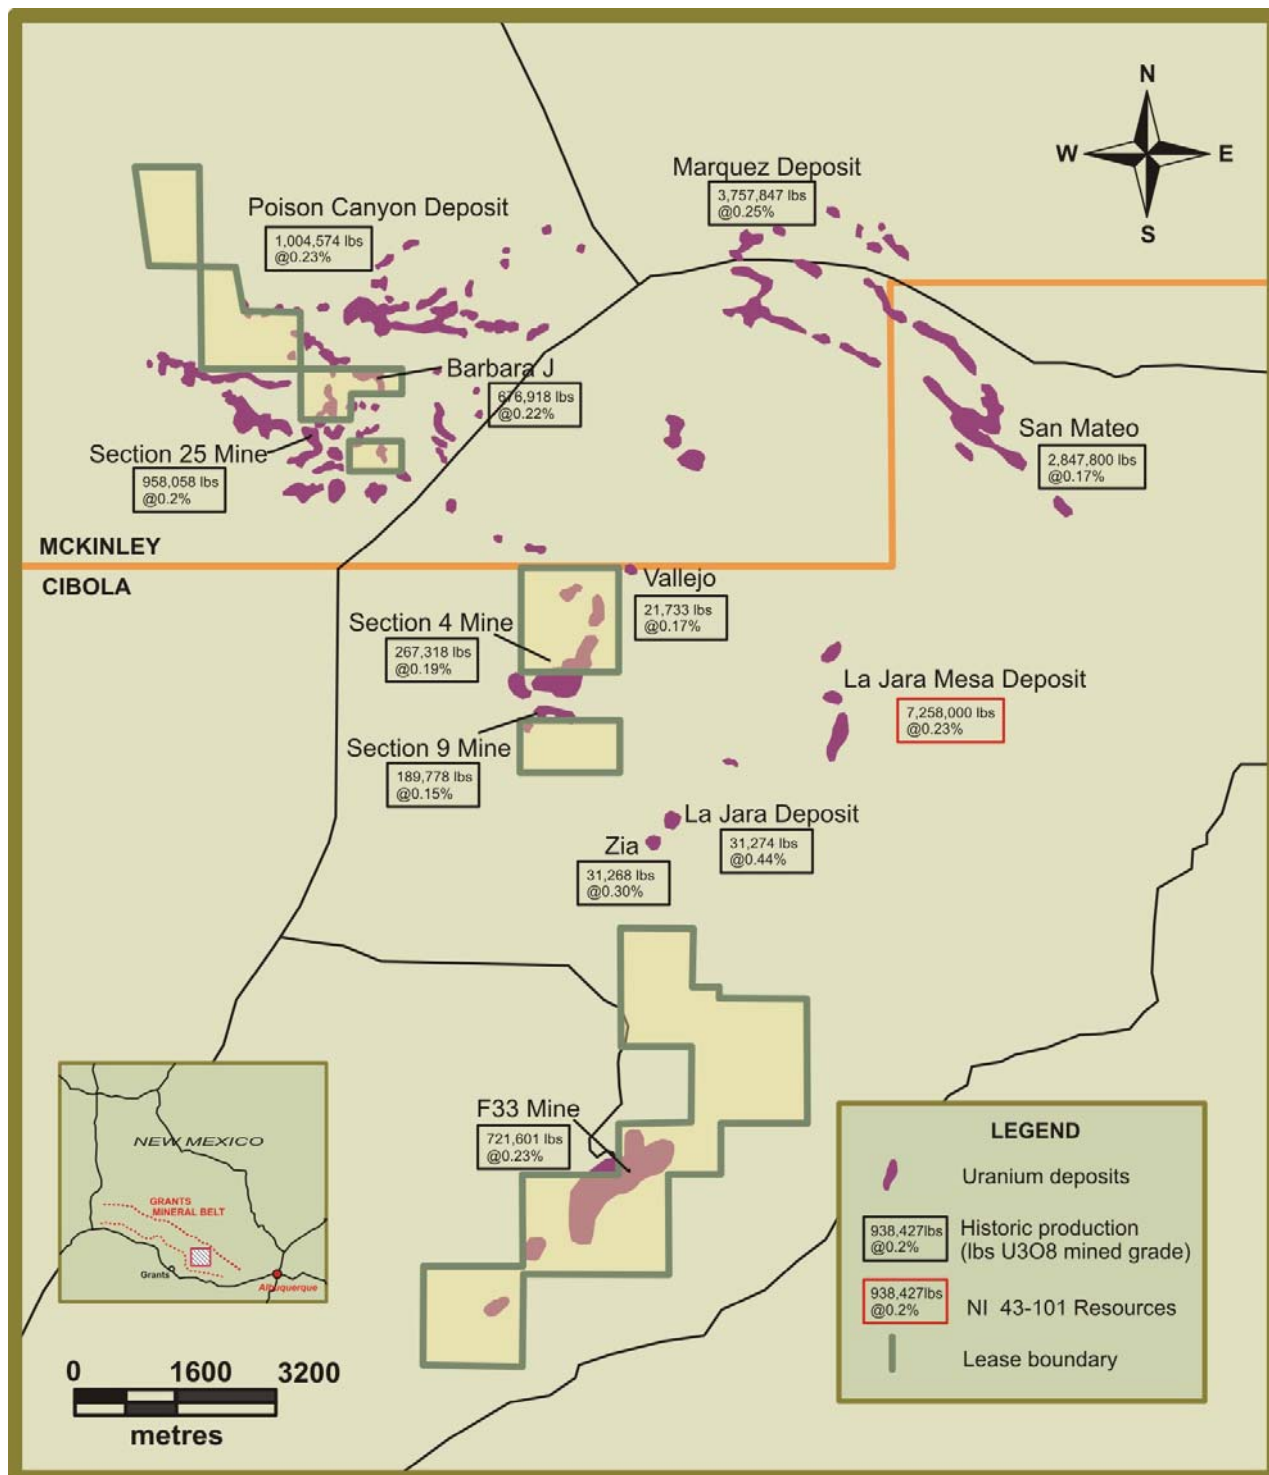 N
W E
S
Marquez Deposit
3,757,847 lbs
@0.25%
Poison Canyon Deposit
1,004,574 lbs
@0.23%
Barbara J
676,918 lbs
@0.22%
Section 25 Mine
958,058 lbs
@0.2%
San Mateo
2,847,800 lbs
@0.17%
MCKINLEY
CIBOLA
Vallejo
21,733 lbs
@0.17%
Section 4 Mine
267,318 lbs
@0.19%
La Jara Mesa Deposit
7,258,000 lbs
@0.23%
Section 9 Mine
189,778 lbs
@0.15%
La Jara Deposit
31,274 lbs
@0.44%
Zia
31,268 lbs
@0.30%
F33 Mine
721,601 lbs
@0.23%
NEW MEXICO
GRANTS
MINERAL BELT
Grants
Albuquerque
0 1600 3200
metres
LEGEND
Uranium deposits
938,427lbs
@0.2%
Historic production
(lbs U3O8 mined grade)
938,427lbs
@0.2%
NI 43-101 Resources
Lease boundary